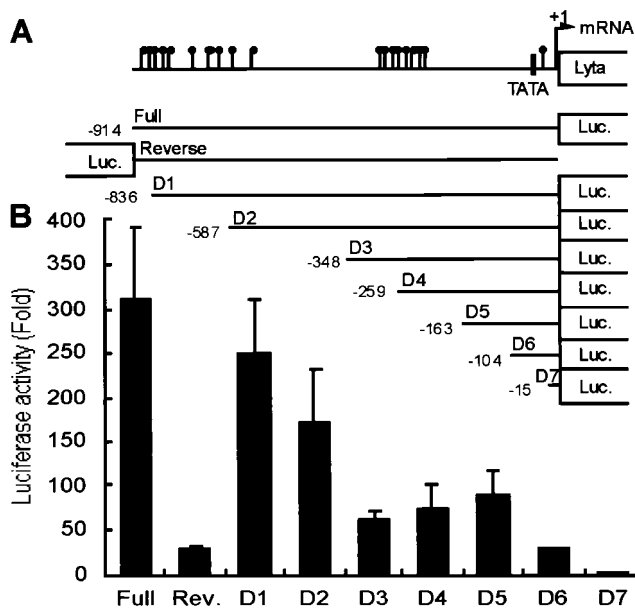 A
+1
mRNA
Lyta
TATA
Full
-914
Luc.
Reverse
Luc.
D1
-836
Luc.
B
D2
-587
Luc.
D3
-348
Luc.
D4
-259
Luc.
D5
-163
Luc.
D6
-104
Luc.
D7
-15
Luc.
Luciferase activity (Fold)
400
350
300
250
200
150
100
50
0
Full Rev. D1 D2 D3 D4 D5 D6 D7